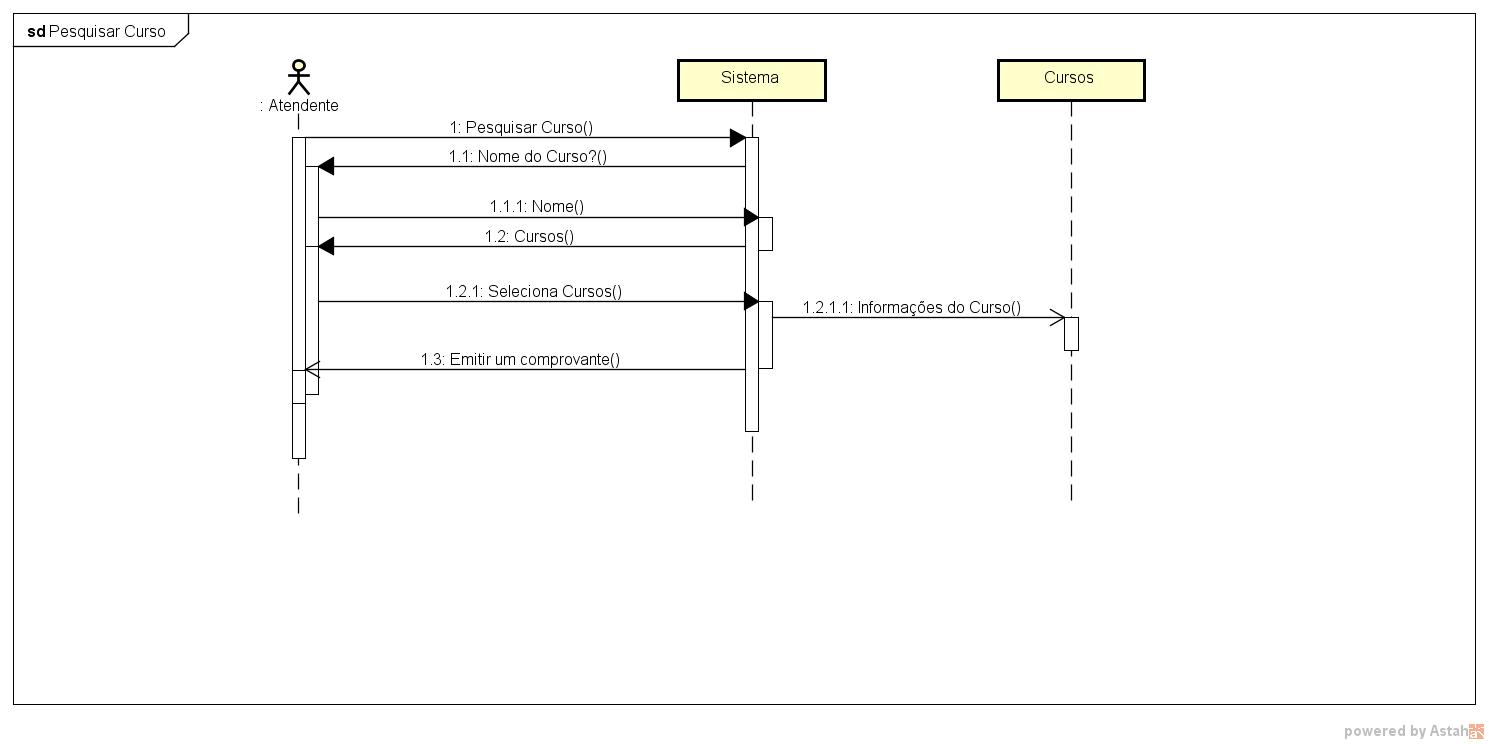 sd Pesquisar Curso
: Atendente
Sistema
Cursos
1: Pesquisar Curso()
1.1: Nome do Curso?()
1.1.1: Nome()
1.2: Cursos()
1.2.1: Seleciona Cursos()
1.2.1.1: Informações do Curso()
1.3: Emitir um comprovante()
powered by Astah